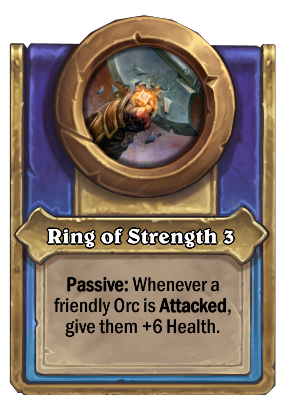 Ring of Strength 3
Passive: Whenever a
friendly Orc is Attacked,
give them +6 Health.